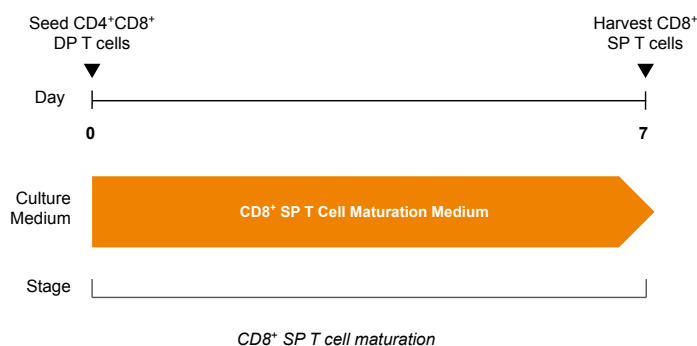 Seed CD4⁺CD8⁺
DP T cells
Harvest CD8⁺
SP T cells
Day
0
7
Culture
Medium
CD8⁺ SP T Cell Maturation Medium
Stage
CD8⁺ SP T cell maturation